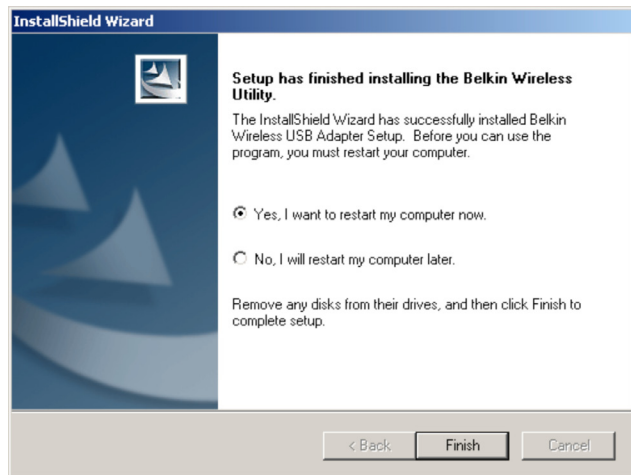 InstallShield Wizard
Setup has finished installing the Belkin Wireless
Utility.
The InstallShield Wizard has successfully installed Belkin
Wireless USB Adapter Setup. Before you can use the
program, you must restart your computer.
Yes, I want to restart my computer now.
No, I will restart my computer later.
Remove any disks from their drives, and then click Finish to
complete setup.
< Back Finish Cancel